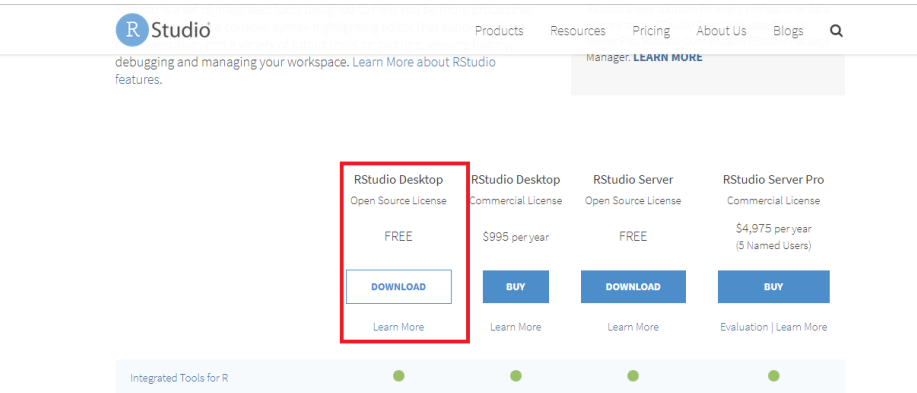 R Studio
Products Resources Pricing About Us Blogs
debugging and managing your workspace. Learn More about RStudio
features.
Manager. LEARN MORE
RStudio Desktop RStudio Desktop RStudio Server RStudio Server Pro
Open Source License Commercial License Open Source License Commercial License
FREE $995 per year FREE $4,975 per year
(5 Named Users)
DOWNLOAD BUY DOWNLOAD BUY
Learn More Learn More Learn More Evaluation | Learn More
Integrated Tools for R